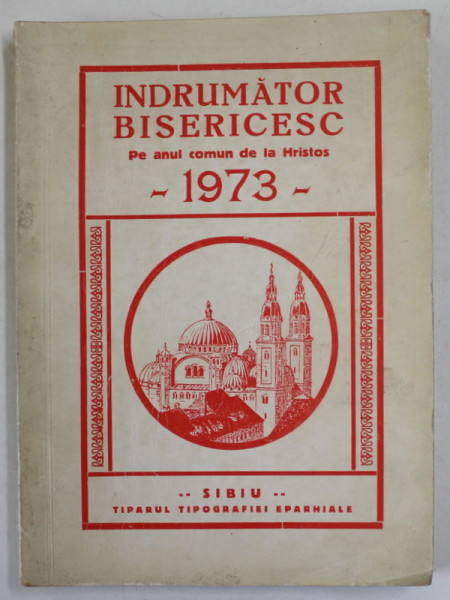 INDRUMĂTOR
BISERICESC
Pe anul comun de la Hristos
- 1973 -
-- SIBIU --
TIPARUL TIPOGRAFIEI EPARHIALE